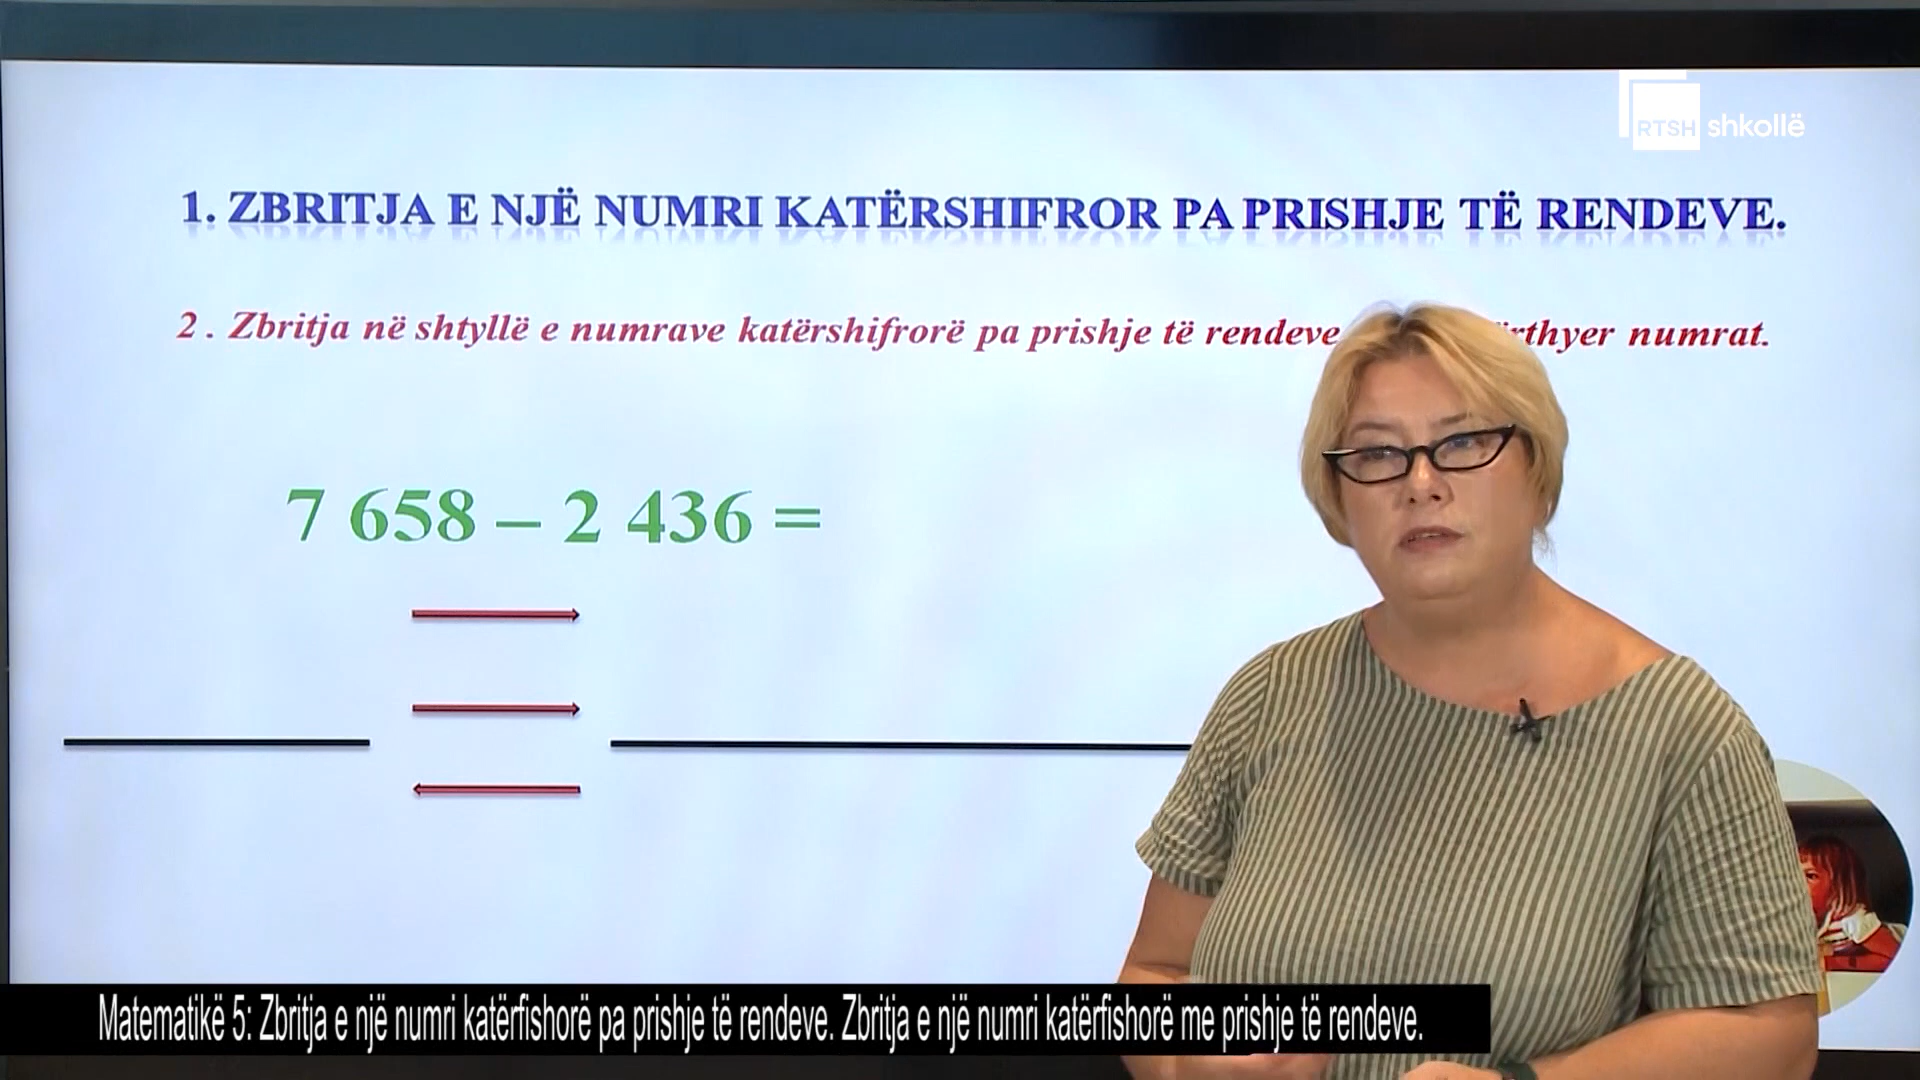 RTSH shkollë
1. ZBRITJA E NJË NUMRI KATËRSHIFROR PA PRISHJE TË RENDEVE.
2 . Zbritja në shtyllë e numrave katërshifrorë pa prishje të rendeve rthyer numrat.
7 658 – 2 436 =
Matematikë 5: Zbritja e një numri katërfishorë pa prishje të rendeve. Zbritja e një numri katërfishorë me prishje të rendeve.